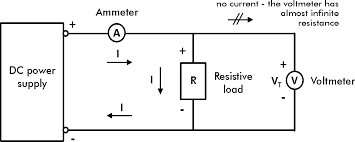 no current - the voltmeter has
almost infinite
resistance
Ammeter
+
A
I
DC power
supply
+
I
R
Resistive
load
-
+
VT
V
Voltmeter
-
I
-